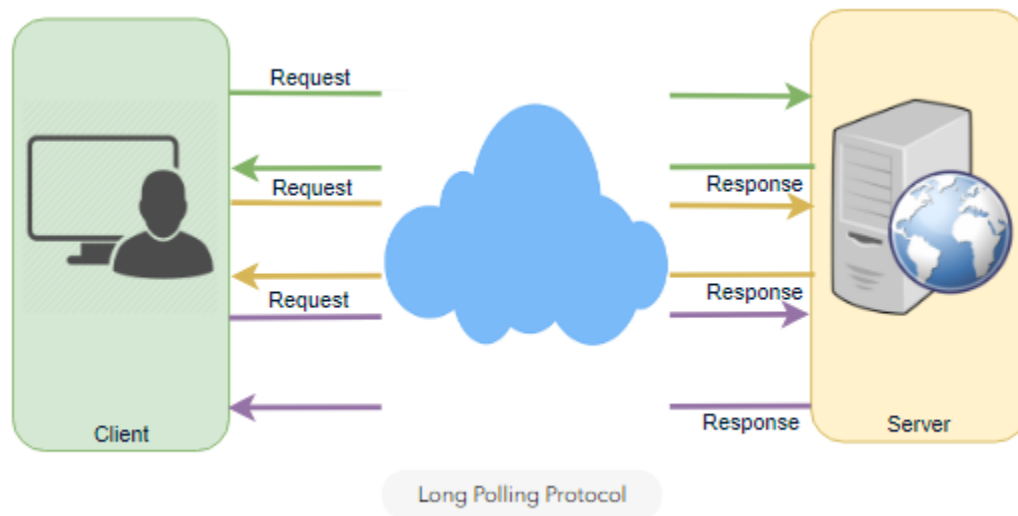 Request
Request
Response
Request
Response
Response
Client
Server
Long Polling Protocol